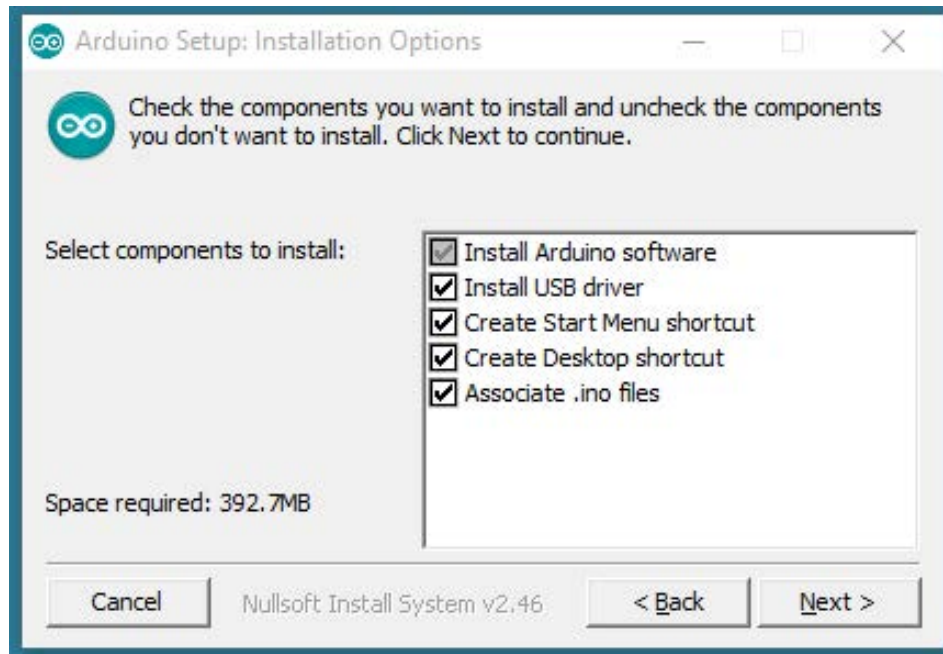 Arduino Setup: Installation Options
Check the components you want to install and uncheck the components
you don't want to install. Click Next to continue.
Select components to install:
Install Arduino software
Install USB driver
Create Start Menu shortcut
Create Desktop shortcut
Associate .ino files
Space required: 392.7MB
Cancel
Nullsoft Install System v2.46
< Back
Next >